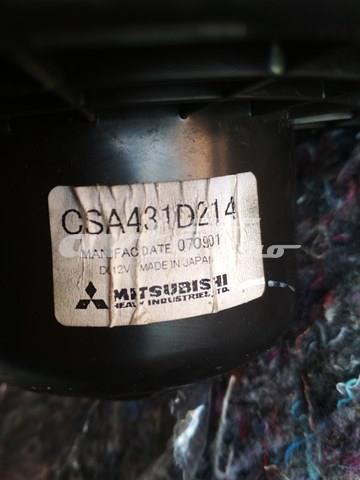 CSA431D214
MANUFAC DATE 070901
DC12V MADE IN JAPAN
MITSUBISHI
HEAVY INDUSTRIES, LTD.